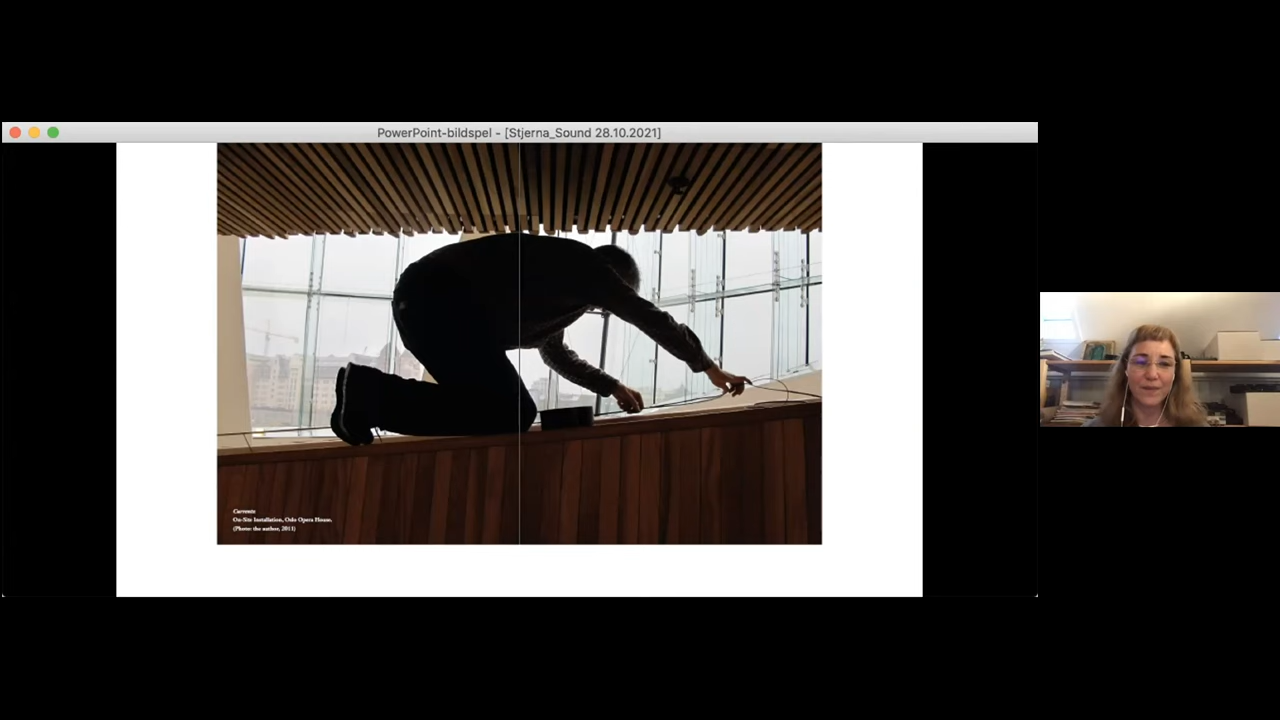 PowerPoint-bildspel - [Stjerna_Sound 28.10.2021]
Currents
On-Site Installation, Oslo Opera House.
(Photo: the author, 2011)